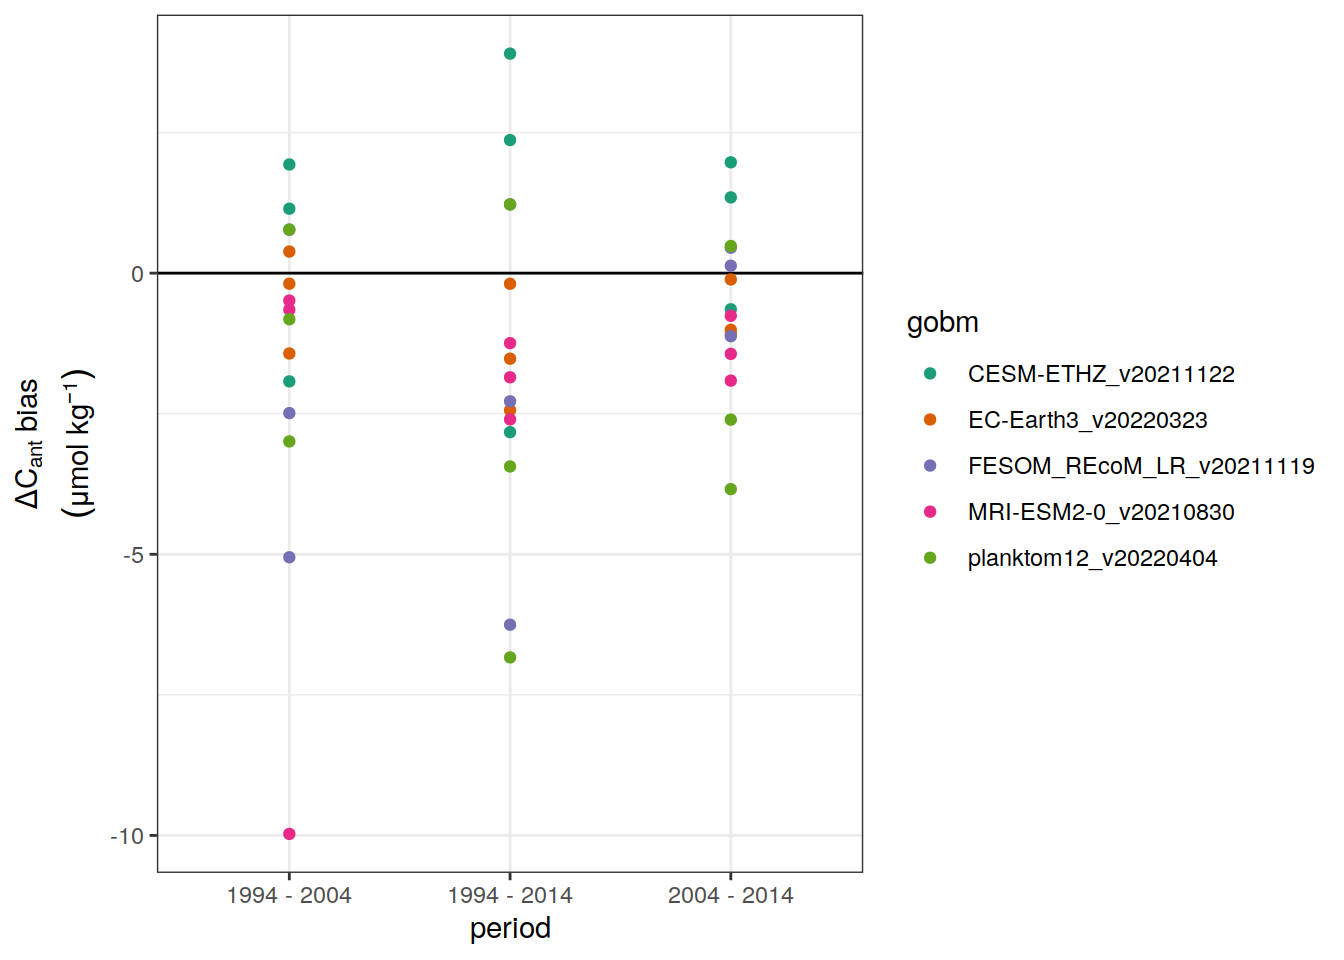 ΔCant bias
(μmol kg⁻¹)
0
-5
-10
1994 - 2004
1994 - 2014
2004 - 2014
period
gobm
CESM-ETHZ_v20211122
EC-Earth3_v20220323
FESOM_REcoM_LR_v20211119
MRI-ESM2-0_v20210830
planktom12_v20220404